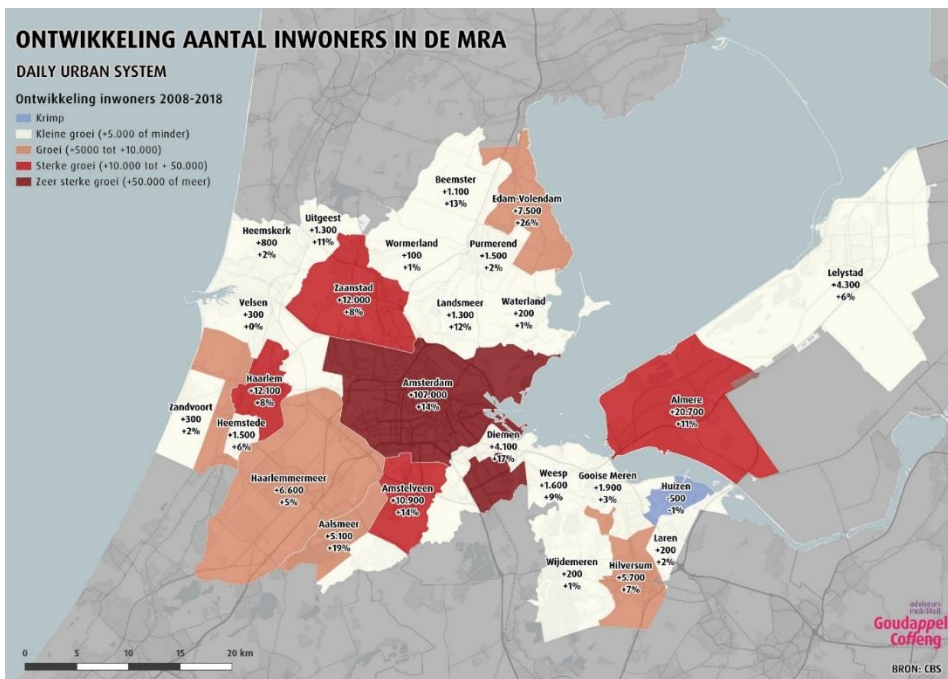 ONTWIKKELING AANTAL INWONERS IN DE MRA
DAILY URBAN SYSTEM
Ontwikkeling inwoners 2008-2018
Krimp
Kleine groei (+5.000 of minder)
Groei (+5000 tot +10.000)
Sterke groei (+10.000 tot + 50.000)
Zeer sterke groei (+50.000 of meer)
Beemster
+1.100
+13%
Edam-Volendam
+7.500
+26%
Uitgeest
+1.300
+11%
Heemskerk
+800
+2%
Wormerland
+100
+1%
Purmerend
+1.500
+2%
Lelystad
+4.300
+6%
Zaanstad
+12.000
+8%
Velsen
+300
+0%
Landsmeer
+1.300
+12%
Waterland
+200
+1%
Haarlem
+12.100
+8%
Amsterdam
+107.000
+14%
Almere
+20.700
+11%
Zandvoort
+300
+2%
Heemstede
+1.500
+6%
Diemen
+4.100
+17%
Haarlemmermeer
+6.600
+5%
Amstelveen
+10.900
+14%
Weesp
+1.600
+9%
Gooise Meren
+1.900
+3%
Huizen
-500
-1%
Aalsmeer
+5.100
+19%
Laren
+200
+2%
Wijdemeren
+200
+1%
Hilversum
+5.700
+7%
adviseurs
mobiliteit
Goudappel
Coffeng
0 5 10 15 20 km
BRON: CBS